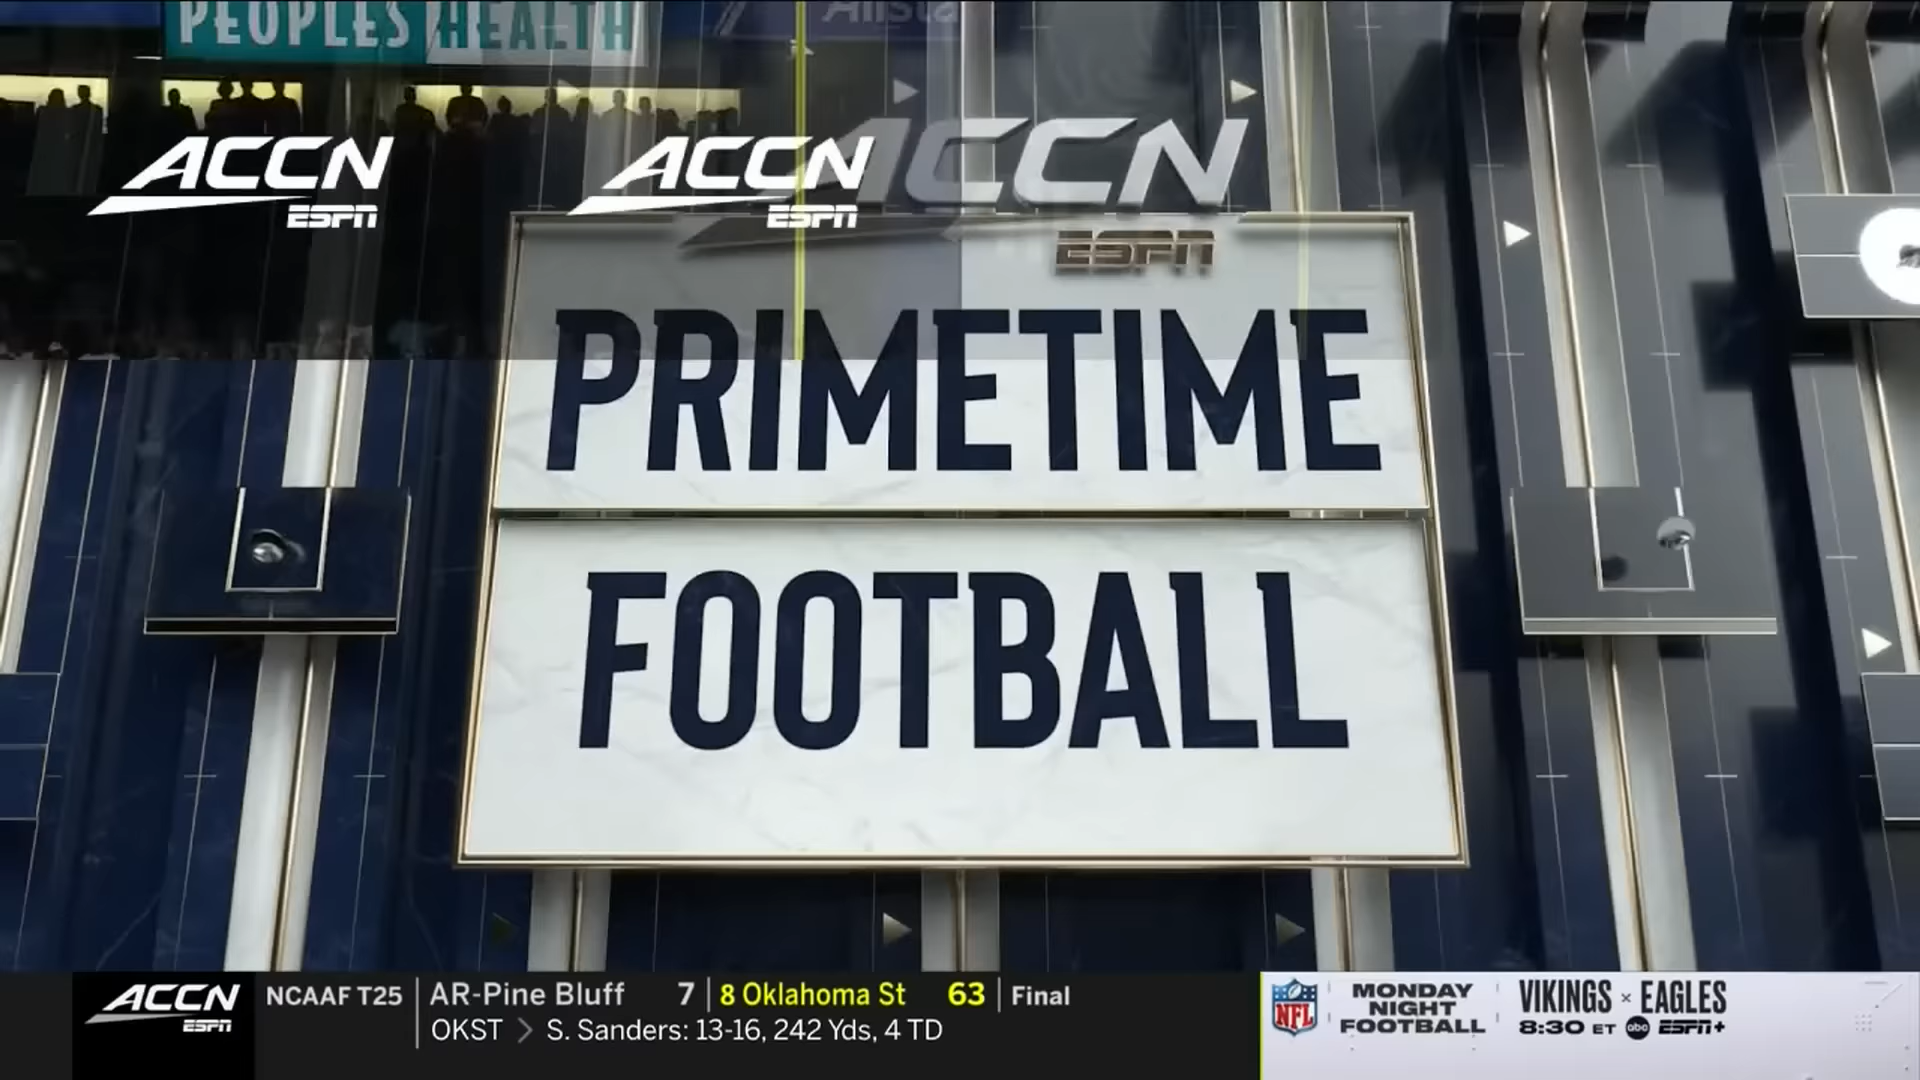 PEOPLES HEALTH
Allsta
ACCN
ESPN
ACCN
ESPN
ACCN
ESPN
PRIMETIME
FOOTBALL
ACCN
ESPN
NCAAF T25
AR-Pine Bluff 7 8 Oklahoma St 63 Final
OKST > S. Sanders: 13-16, 242 Yds, 4 TD
NFL
MONDAY
NIGHT
FOOTBALL
VIKINGS x EAGLES
8:30 ET abc ESPN+